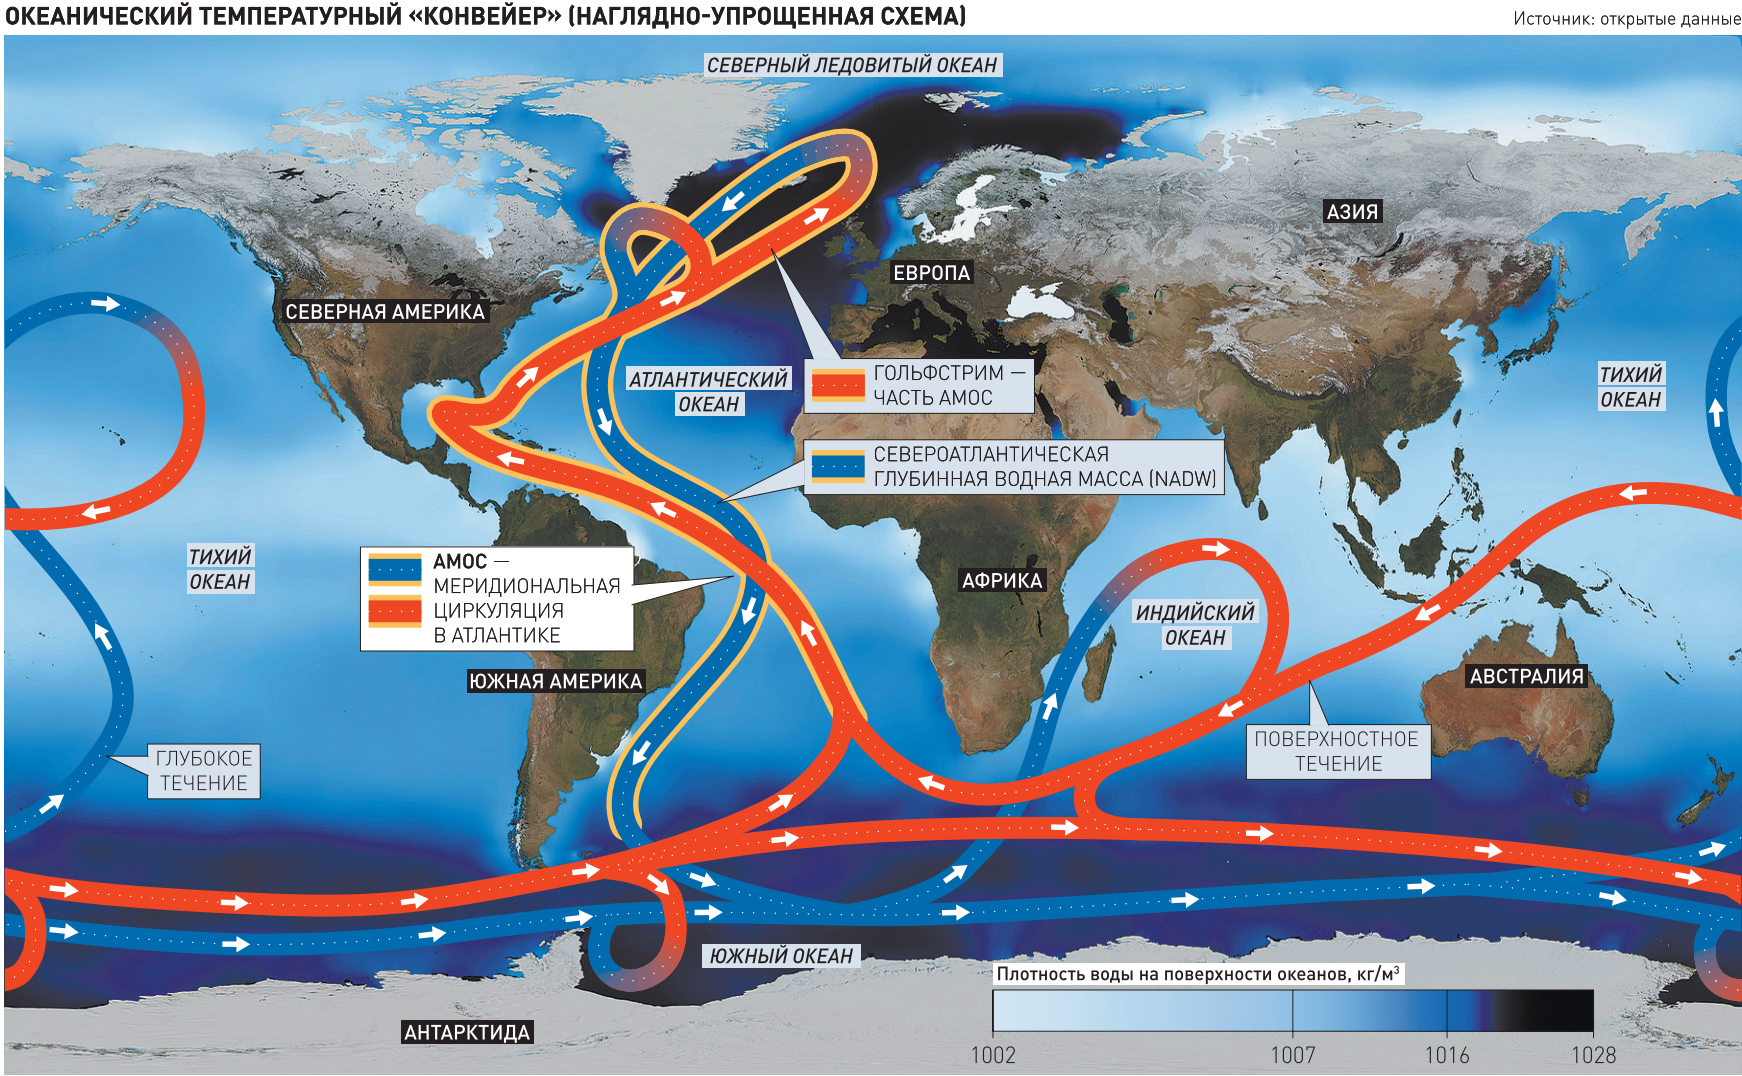 ОКЕАНИЧЕСКИЙ ТЕМПЕРАТУРНЫЙ «КОНВЕЙЕР» (НАГЛЯДНО-УПРОЩЕННАЯ СХЕМА)
Источник: открытые данные
СЕВЕРНЫЙ ЛЕДОВИТЫЙ ОКЕАН
АЗИЯ
ЕВРОПА
СЕВЕРНАЯ АМЕРИКА
АТЛАНТИЧЕСКИЙ
ОКЕАН
ГОЛЬФСТРИМ —
ЧАСТЬ АМОС
ТИХИЙ
ОКЕАН
СЕВЕРОАТЛАНТИЧЕСКАЯ
ГЛУБИННАЯ ВОДНАЯ МАССА (NADW)
ТИХИЙ
ОКЕАН
АМОС —
МЕРИДИОНАЛЬНАЯ
ЦИРКУЛЯЦИЯ
В АТЛАНТИКЕ
АФРИКА
ИНДИЙСКИЙ
ОКЕАН
ЮЖНАЯ АМЕРИКА
АВСТРАЛИЯ
ГЛУБОКОЕ
ТЕЧЕНИЕ
ПОВЕРХНОСТНОЕ
ТЕЧЕНИЕ
ЮЖНЫЙ ОКЕАН
Плотность воды на поверхности океанов, кг/м³
АНТАРКТИДА
1002 1007 1016 1028